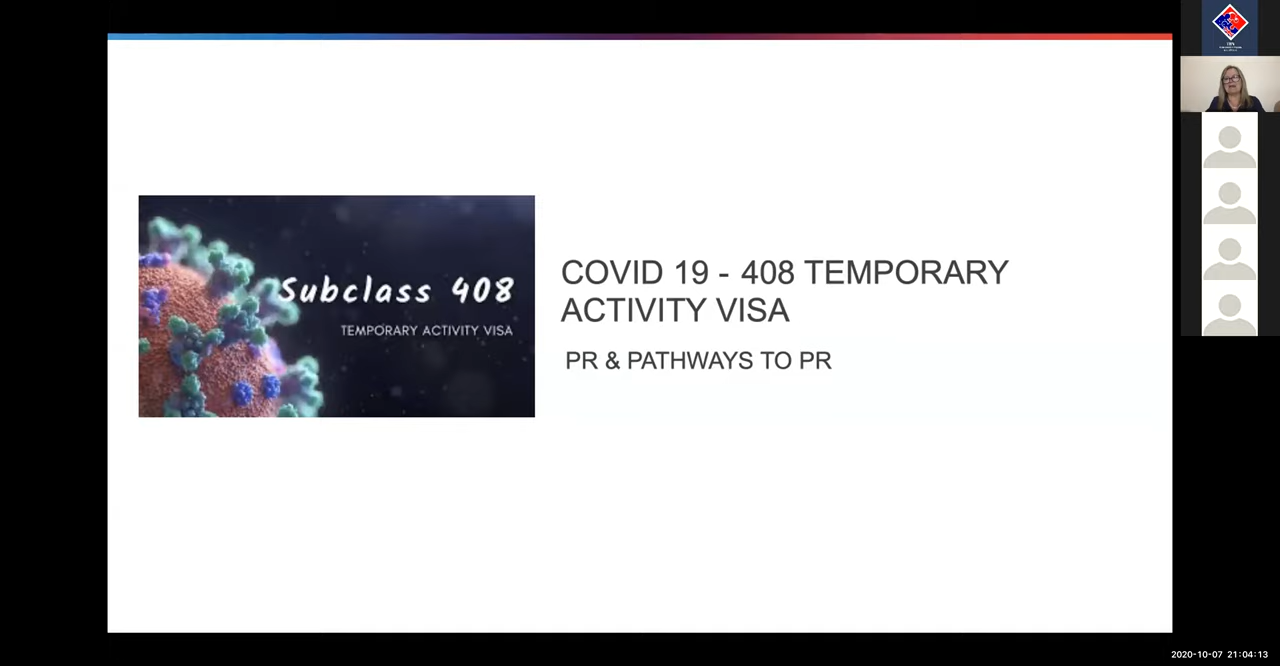 Subclass 408
TEMPORARY ACTIVITY VISA
COVID 19 - 408 TEMPORARY
ACTIVITY VISA
PR & PATHWAYS TO PR
2020-10-07 21:04:13